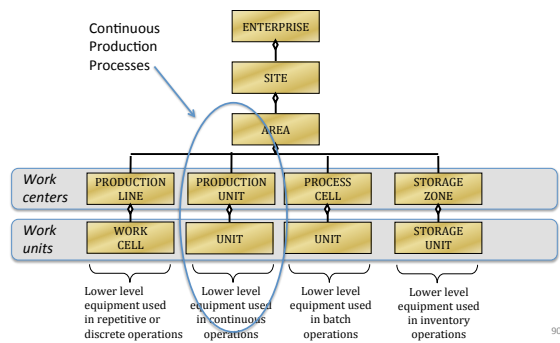 Continuous
Production
Processes
ENTERPRISE
SITE
AREA
Work
centers
PRODUCTION
LINE
PRODUCTION
UNIT
PROCESS
CELL
STORAGE
ZONE
Work
units
WORK
CELL
UNIT
UNIT
STORAGE
UNIT
Lower level
equipment used
in repetitive or
discrete operations
Lower level
equipment used
in continuous
operations
Lower level
equipment used in
batch
operations
Lower level
equipment used in
inventory
operations
90